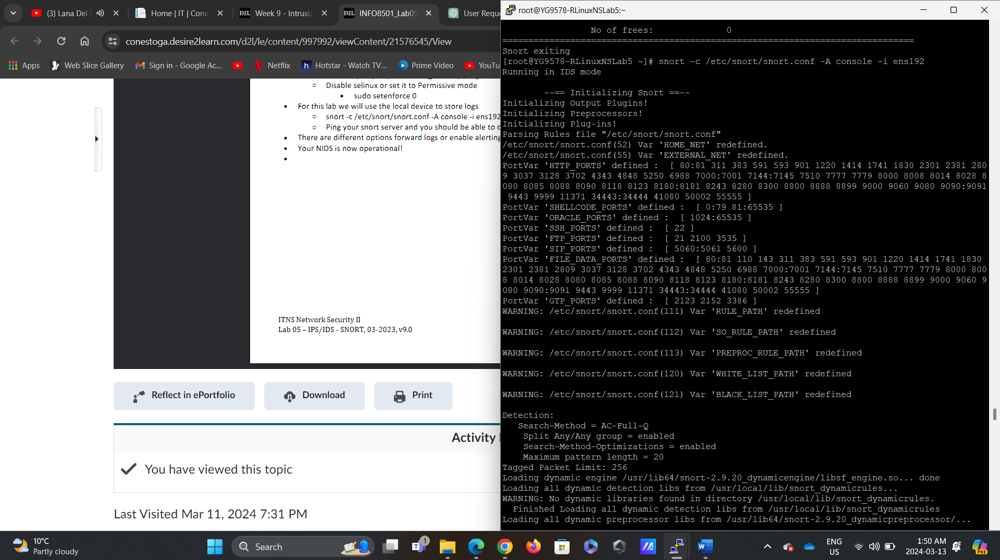 (3) Lana Del
Home | IT | Cone
D2L
Week 9 - Intrusic
D2L
INFO8501_Lab05
User Reque
conestoga.desire2learn.com/d2l/le/content/997992/viewContent/21576545/View
Apps
Web Slice Gallery
Sign in - Google Ac...
Netflix
h
Hotstar - Watch TV...
Prime Video
YouTu
○ Disable selinux or set it to Permissive mode
• sudo setenforce 0
• For this lab we will use the local device to store logs
○ snort -c /etc/snort/snort.conf -A console -i ens192
○ Ping your snort server and you should be able to
• There are different options forward logs or enable alerting
• Your NIDS is now operational!
•
ITNS Network Security II
Lab 05 – IPS/IDS - SNORT, 03-2023, v9.0
Reflect in ePortfolio
Download
Print
Activity
You have viewed this topic
Last Visited Mar 11, 2024 7:31 PM
root@YG9578-RLinuxNSLab5:~
No of frees: 0
===============================================================================
Snort exiting
[root@YG9578-RLinuxNSLab5 ~]# snort -c /etc/snort/snort.conf -A console -i ens192
Running in IDS mode
--== Initializing Snort ==--
Initializing Output Plugins!
Initializing Preprocessors!
Initializing Plug-ins!
Parsing Rules file "/etc/snort/snort.conf"
/etc/snort/snort.conf(52) Var 'HOME_NET' redefined.
/etc/snort/snort.conf(55) Var 'EXTERNAL_NET' redefined.
PortVar 'HTTP_PORTS' defined :  [ 80:81 311 383 591 593 901 1220 1414 1741 1830 2301 2381 280
9 3037 3128 3702 4343 4848 5250 6988 7000:7001 7144:7145 7510 7777 7779 8000 8008 8014 8028 8
080 8085 8088 8090 8118 8123 8180:8181 8243 8280 8300 8800 8888 8899 9000 9060 9080 9090:9091
9443 9999 11371 34443:34444 41080 50002 55555 ]
PortVar 'SHELLCODE_PORTS' defined :  [ 0:79 81:65535 ]
PortVar 'ORACLE_PORTS' defined :  [ 1024:65535 ]
PortVar 'SSH_PORTS' defined :  [ 22 ]
PortVar 'FTP_PORTS' defined :  [ 21 2100 3535 ]
PortVar 'SIP_PORTS' defined :  [ 5060:5061 5600 ]
PortVar 'FILE_DATA_PORTS' defined :  [ 80:81 110 143 311 383 591 593 901 1220 1414 1741 1830
2301 2381 2809 3037 3128 3702 4343 4848 5250 6988 7000:7001 7144:7145 7510 7777 7779 8000 800
8 8014 8028 8080 8085 8088 8090 8118 8123 8180:8181 8243 8280 8300 8800 8888 8899 9000 9060 9
080 9090:9091 9443 9999 11371 34443:34444 41080 50002 55555 ]
PortVar 'GTP_PORTS' defined :  [ 2123 2152 3386 ]
WARNING: /etc/snort/snort.conf(111) Var 'RULE_PATH' redefined
WARNING: /etc/snort/snort.conf(112) Var 'SO_RULE_PATH' redefined
WARNING: /etc/snort/snort.conf(113) Var 'PREPROC_RULE_PATH' redefined
WARNING: /etc/snort/snort.conf(120) Var 'WHITE_LIST_PATH' redefined
WARNING: /etc/snort/snort.conf(121) Var 'BLACK_LIST_PATH' redefined
Detection:
Search-Method = AC-Full-Q
Split Any/Any group = enabled
Search-Method-Optimizations = enabled
Maximum pattern length = 20
Tagged Packet Limit: 256
Loading dynamic engine /usr/lib64/snort-2.9.20_dynamicengine/libsf_engine.so... done
Loading all dynamic detection libs from /usr/local/lib/snort_dynamicrules...
WARNING: No dynamic libraries found in directory /usr/local/lib/snort_dynamicrules.
Finished Loading all dynamic detection libs from /usr/local/lib/snort_dynamicrules
Loading all dynamic preprocessor libs from /usr/lib64/snort-2.9.20_dynamicpreprocessor/...
10°C
Partly cloudy
Search
1
ENG
US
1:50 AM
2024-03-13
PRE